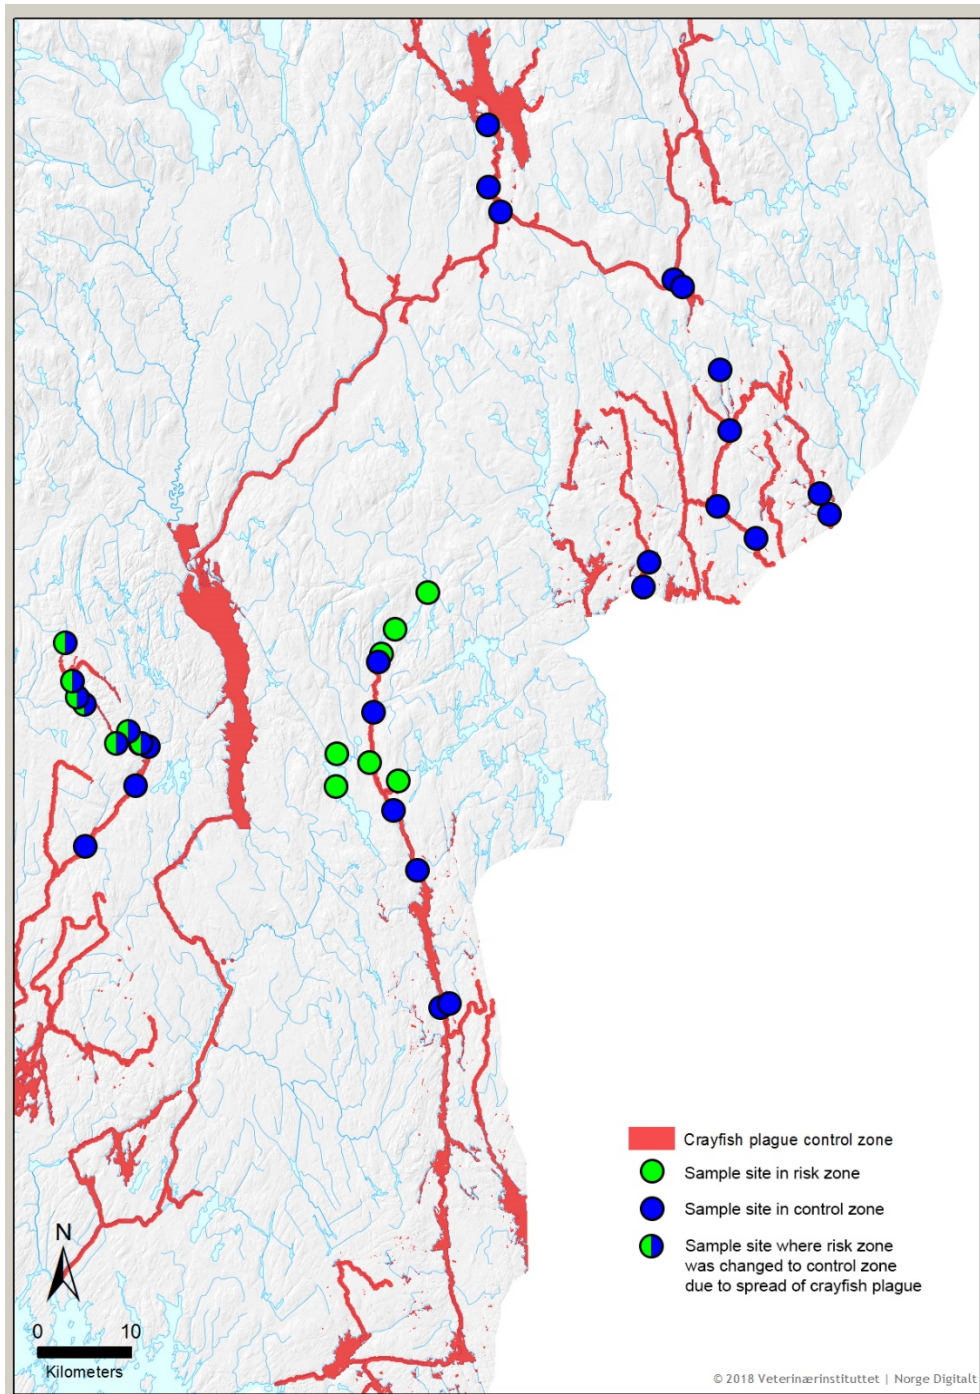 Crayfish plague control zone
Sample site in risk zone
Sample site in control zone
Sample site where risk zone
was changed to control zone
due to spread of crayfish plague
N
0 10
Kilometers
© 2018 Veterinærinstituttet | Norge Digitalt